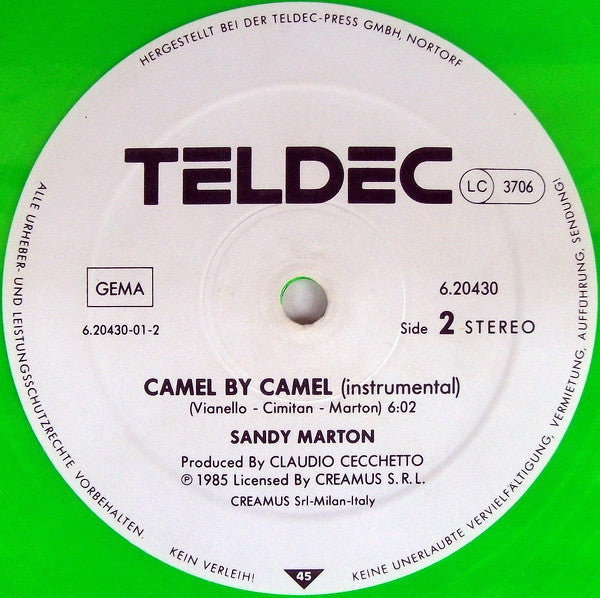 HERGESTELLT BEI DER TELDEC-PRESS GMBH, NORTORF
TELDEC
LC 3706
GEMA
6.20430
6.20430-01-2
Side 2 STEREO
CAMEL BY CAMEL (instrumental)
(Vianello - Cimitan - Marton) 6:02
SANDY MARTON
Produced By CLAUDIO CECCHETTO
℗ 1985 Licensed By CREAMUS S.R.L.
CREAMUS Srl-Milan-Italy
ALLE URHEBER- UND LEISTUNGSSCHUTZRECHTE VORBEHALTEN.
KEIN VERLEIH!
45
KEINE UNERLAUBTE VERVIELFÄLTIGUNG, VERMIETUNG, AUFFÜHRUNG, SENDUNG!